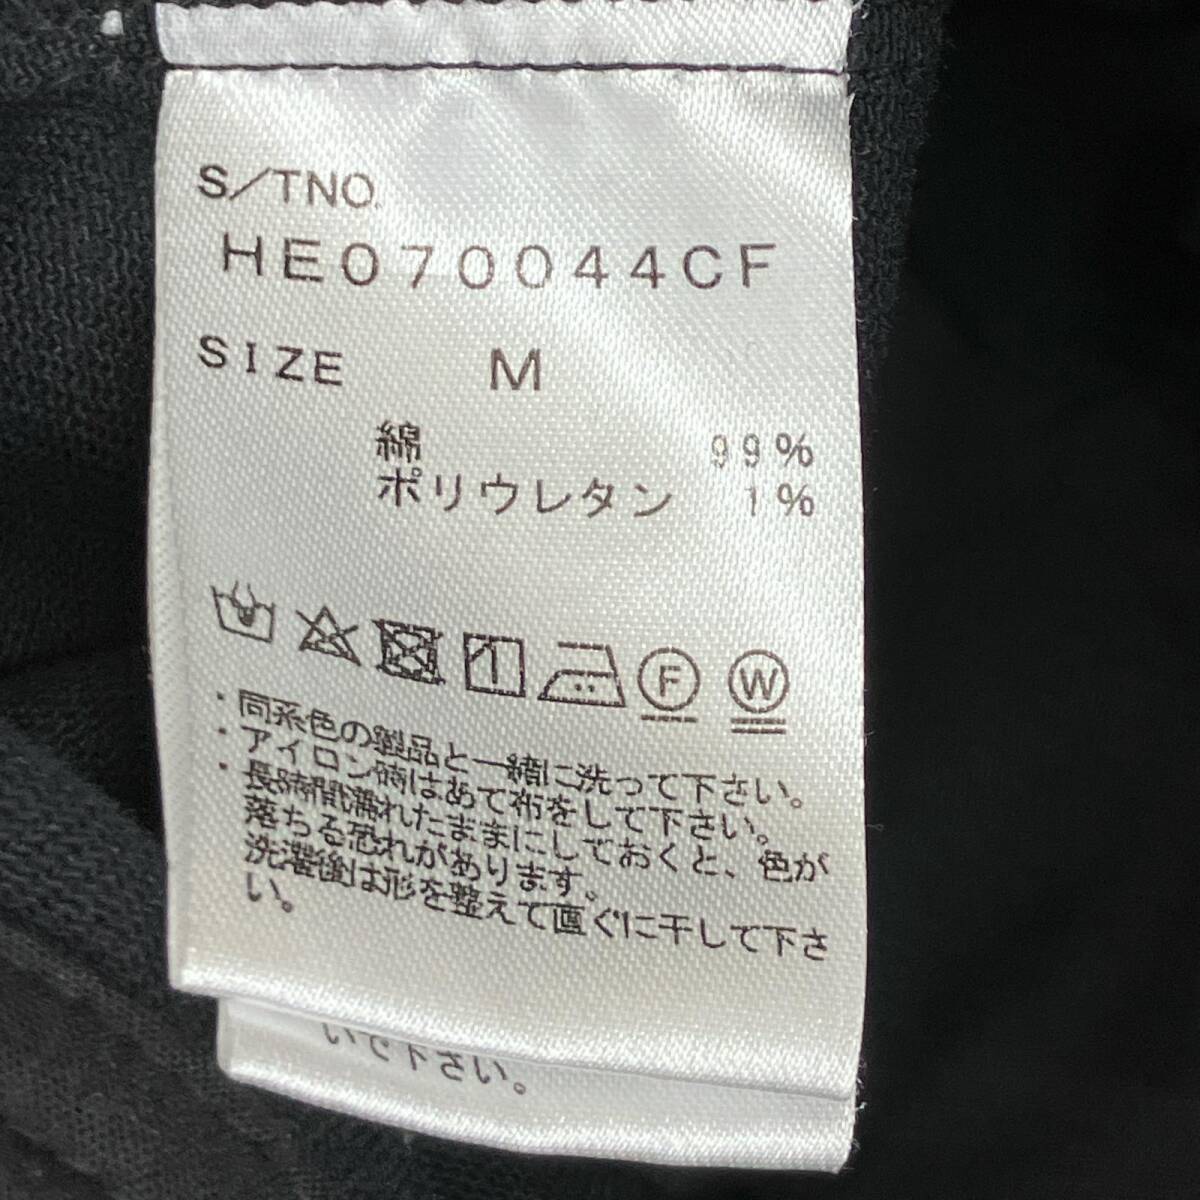 S/TNO.
HE070044CF
SIZE M
綿 99%
ポリウレタン 1%
F W
・同系色の製品と一緒に洗って下さい。
・アイロン時はあて布をして下さい。
・長時間濡れたままにしておくと、色が
落ちる恐れがあります。
洗濯後は形を整えて直ぐに干して下さ
い。
いで下さい。